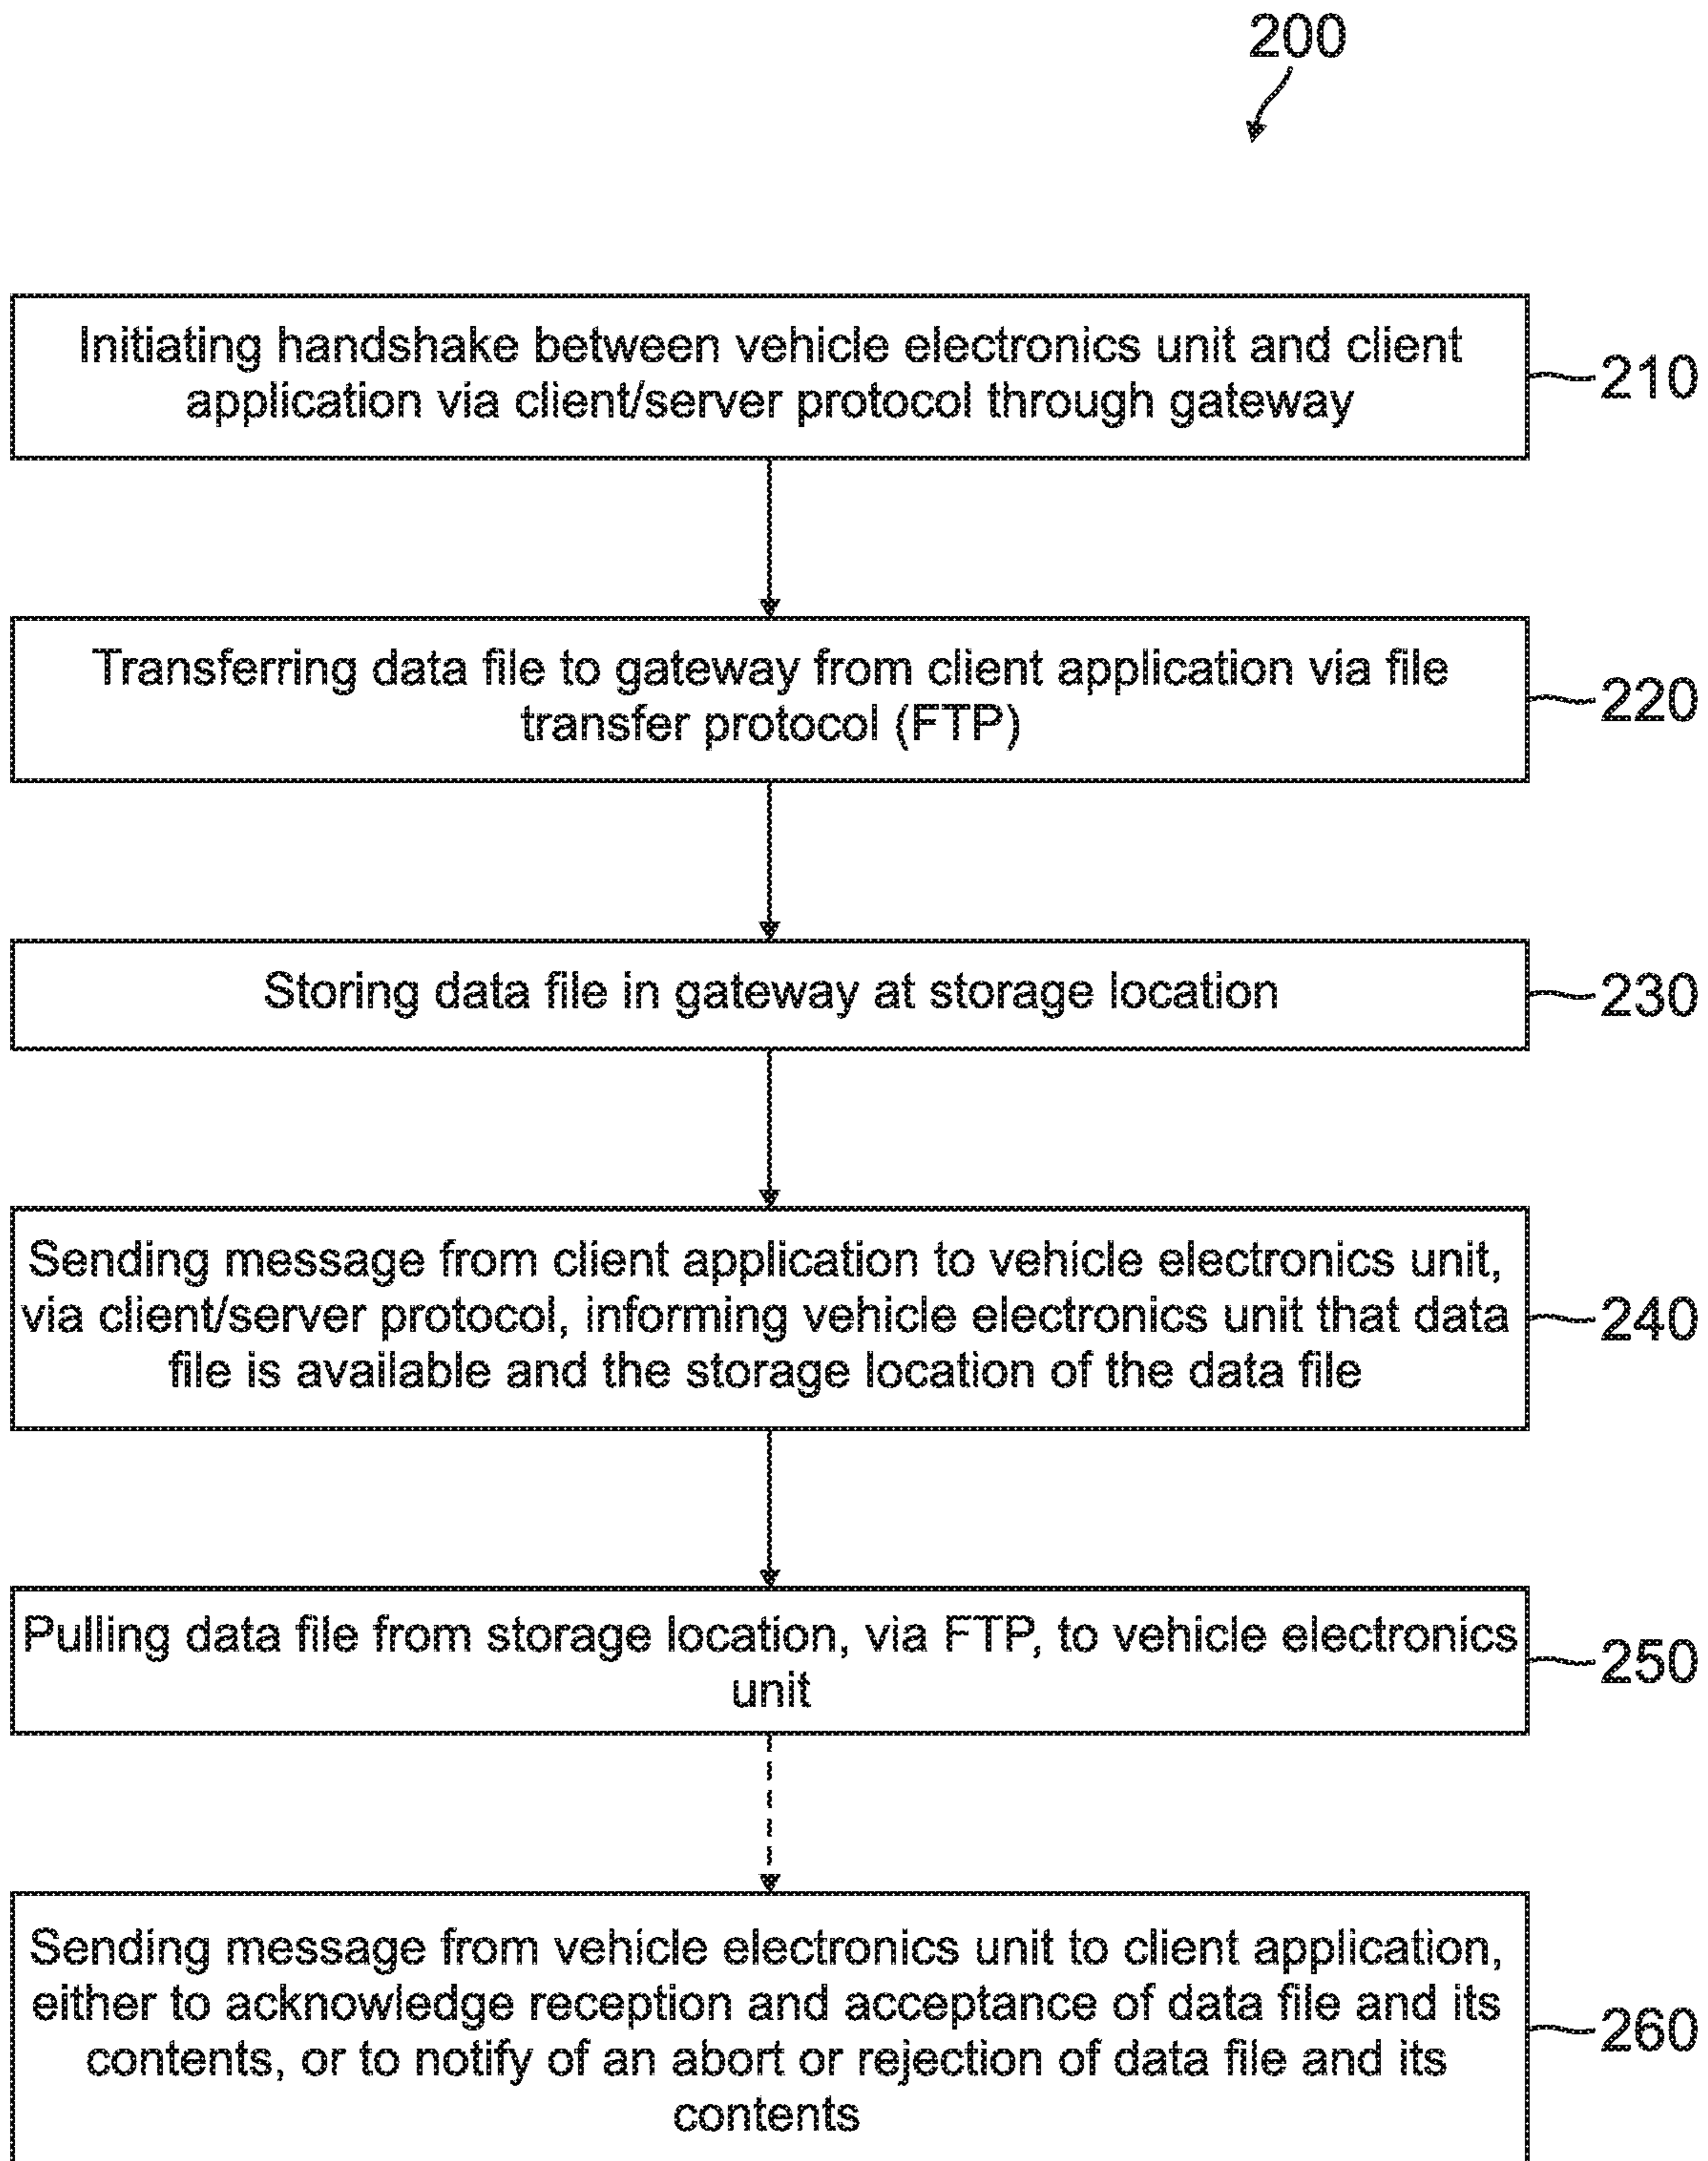 200
Initiating handshake between vehicle electronics unit and client
application via client/server protocol through gateway
210
Transferring data file to gateway from client application via file
transfer protocol (FTP)
220
Storing data file in gateway at storage location
230
Sending message from client application to vehicle electronics unit,
via client/server protocol, informing vehicle electronics unit that data
file is available and the storage location of the data file
240
Pulling data file from storage location, via FTP, to vehicle electronics
unit
250
Sending message from vehicle electronics unit to client application,
either to acknowledge reception and acceptance of data file and its
contents, or to notify of an abort or rejection of data file and its
contents
260